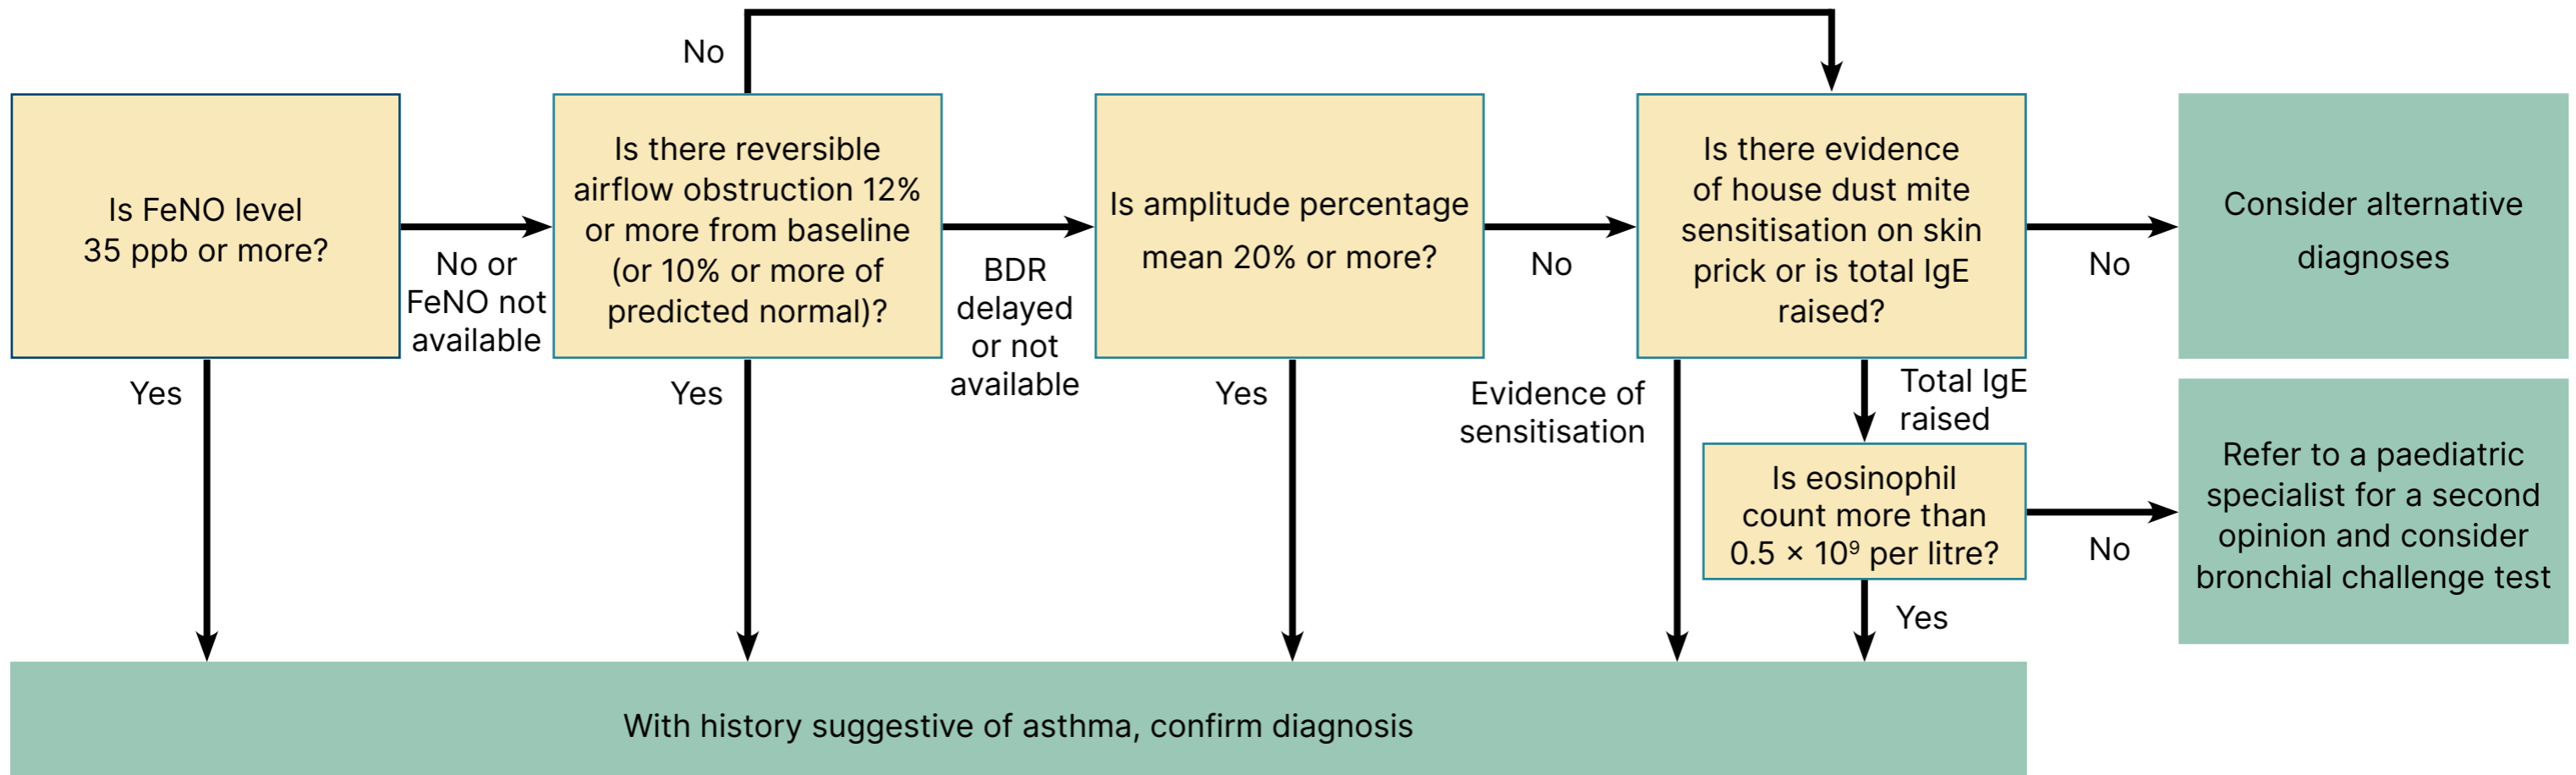 No
Is FeNO level
35 ppb or more?
No or
FeNO not
available
Yes
Is there reversible
airflow obstruction 12%
or more from baseline
(or 10% or more of
predicted normal)?
BDR
delayed
or not
available
Yes
Is amplitude percentage
mean 20% or more?
No
Yes
Is there evidence
of house dust mite
sensitisation on skin
prick or is total IgE
raised?
No
Consider alternative
diagnoses
Evidence of
sensitisation
Total IgE
raised
Is eosinophil
count more than
0.5 × 10⁹ per litre?
No
Yes
Refer to a paediatric
specialist for a second
opinion and consider
bronchial challenge test
With history suggestive of asthma, confirm diagnosis